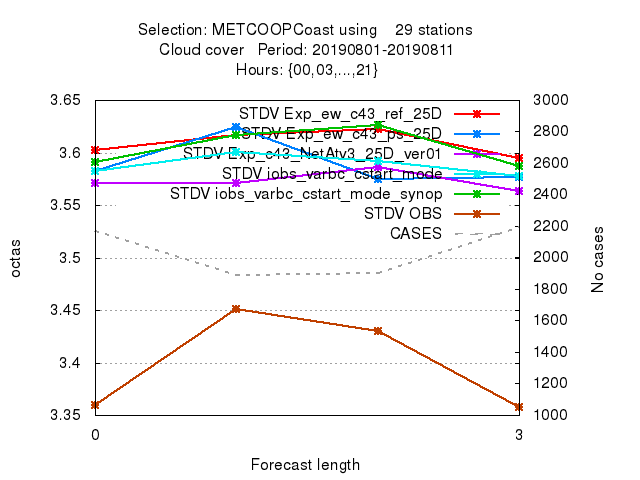 Selection: METCOOPCoast using    29 stations
Cloud cover   Period: 20190801-20190811
Hours: {00,03,...,21}
3.65
3.6
3.55
3.5
3.45
3.4
3.35
octas
STDV Exp_ew_c43_ref_25D
STDV Exp_ew_c43_ps_25D
STDV Exp_c43_NetAtv3_25D_ver01
STDV iobs_varbc_cstart_mode
STDV iobs_varbc_cstart_mode_synop
STDV OBS
CASES
3000
2800
2600
2400
2200
2000
1800
1600
1400
1200
1000
No cases
0
3
Forecast length